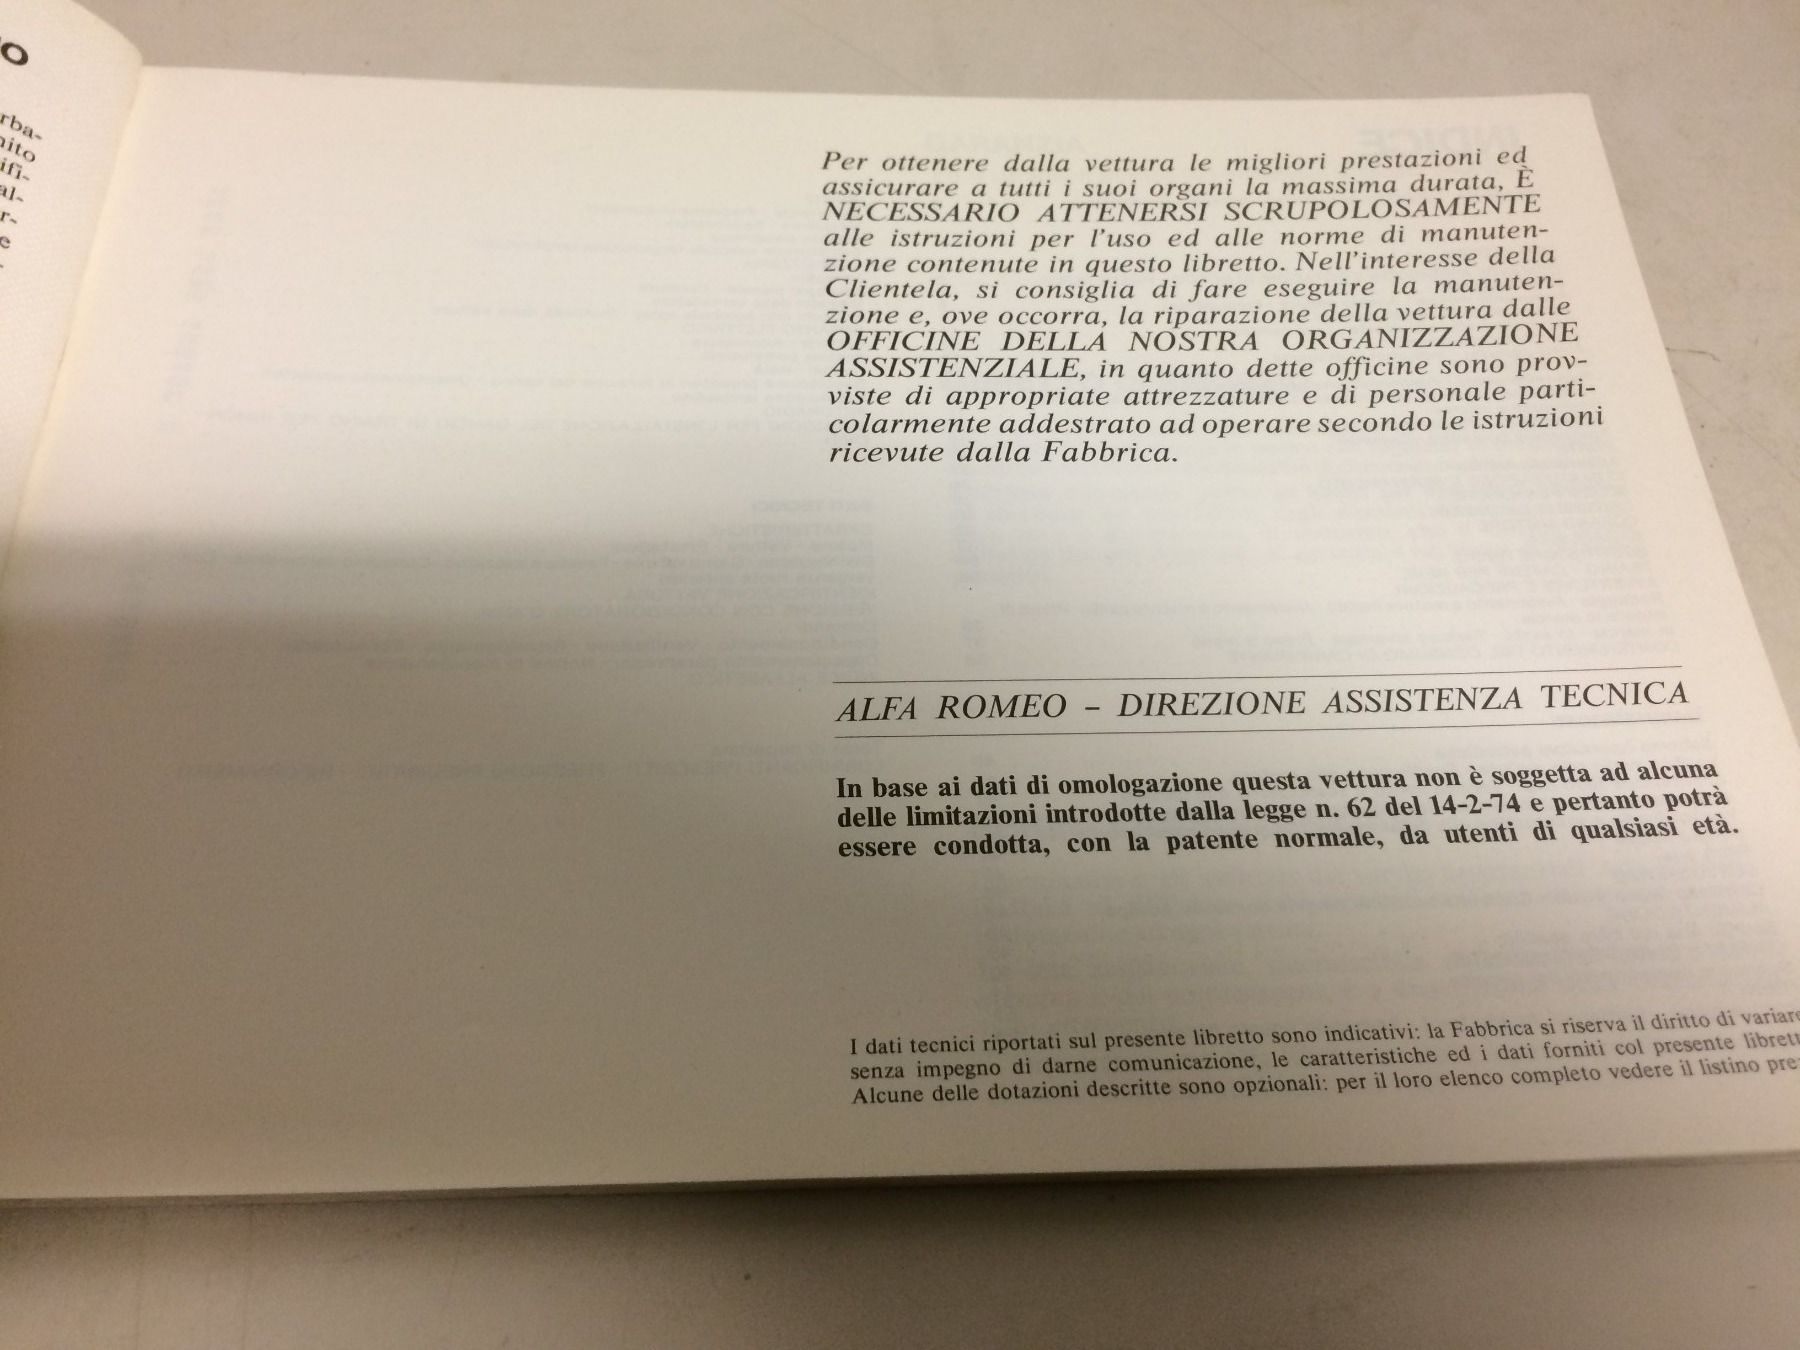 Per ottenere dalla vettura le migliori prestazioni ed
assicurare a tutti i suoi organi la massima durata, È
NECESSARIO ATTENERSI SCRUPOLOSAMENTE
alle istruzioni per l'uso ed alle norme di manuten-
zione contenute in questo libretto. Nell'interesse della
Clientela, si consiglia di fare eseguire la manuten-
zione e, ove occorra, la riparazione della vettura dalle
OFFICINE DELLA NOSTRA ORGANIZZAZIONE
ASSISTENZIALE, in quanto dette officine sono prov-
viste di appropriate attrezzature e di personale parti-
colarmente addestrato ad operare secondo le istruzioni
ricevute dalla Fabbrica.
ALFA ROMEO – DIREZIONE ASSISTENZA TECNICA
In base ai dati di omologazione questa vettura non è soggetta ad alcuna
delle limitazioni introdotte dalla legge n. 62 del 14-2-74 e pertanto potrà
essere condotta, con la patente normale, da utenti di qualsiasi età.
I dati tecnici riportati sul presente libretto sono indicativi: la Fabbrica si riserva il diritto di variare
senza impegno di darne comunicazione, le caratteristiche ed i dati forniti col presente
Alcune delle dotazioni descritte sono opzionali: per il loro elenco completo vedere il listino